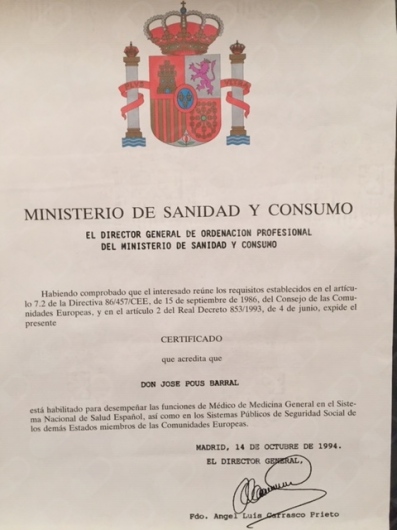 MINISTERIO DE SANIDAD Y CONSUMO
EL DIRECTOR GENERAL DE ORDENACION PROFESIONAL
DEL MINISTERIO DE SANIDAD Y CONSUMO
Habiendo comprobado que el interesado reúne los requisitos establecidos en el artícu-
lo 7.2 de la Directiva 86/457/CEE, de 15 de septiembre de 1986, del Consejo de las Comu-
nidades Europeas, y en el artículo 2 del Real Decreto 853/1993, de 4 de junio, expide el
presente
CERTIFICADO
que acredita que
DON JOSE POUS BARRAL
está habilitado para desempeñar las funciones de Médico de Medicina General en el Siste-
ma Nacional de Salud Español, así como en los Sistemas Públicos de Seguridad Social de
los demás Estados miembros de las Comunidades Europeas.
MADRID, 14 DE OCTUBRE DE 1994.
EL DIRECTOR GENERAL,
Fdo. Angel Luis Carrasco Prieto